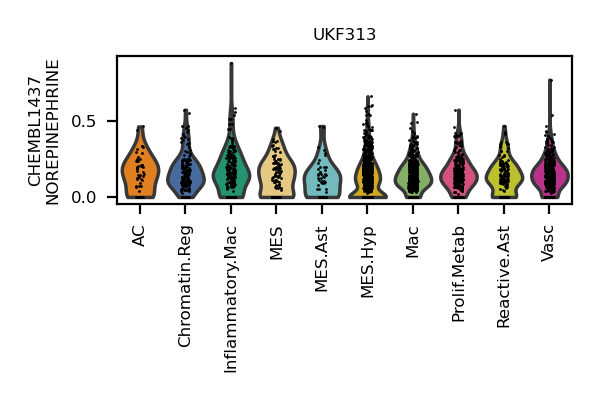 UKF313
CHEMBL1437
NOREPINEPHRINE
0.5
0.0
AC
Chromatin.Reg
Inflammatory.Mac
MES
MES.Ast
MES.Hyp
Mac
Prolif.Metab
Reactive.Ast
Vasc